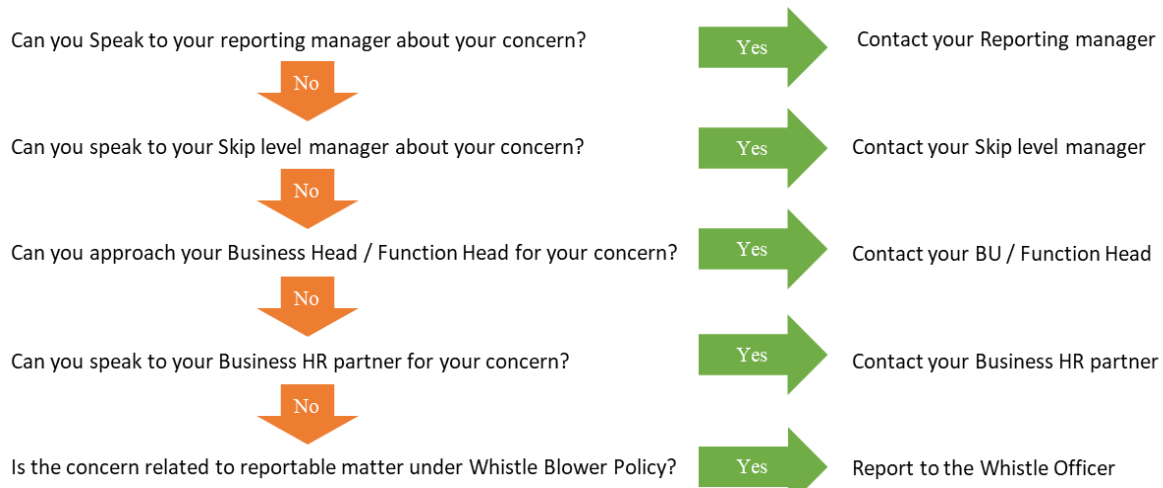 Can you Speak to your reporting manager about your concern?
Yes
Contact your Reporting manager
No
Can you speak to your Skip level manager about your concern?
Yes
Contact your Skip level manager
No
Can you approach your Business Head / Function Head for your concern?
Yes
Contact your BU / Function Head
No
Can you speak to your Business HR partner for your concern?
Yes
Contact your Business HR partner
No
Is the concern related to reportable matter under Whistle Blower Policy?
Yes
Report to the Whistle Officer